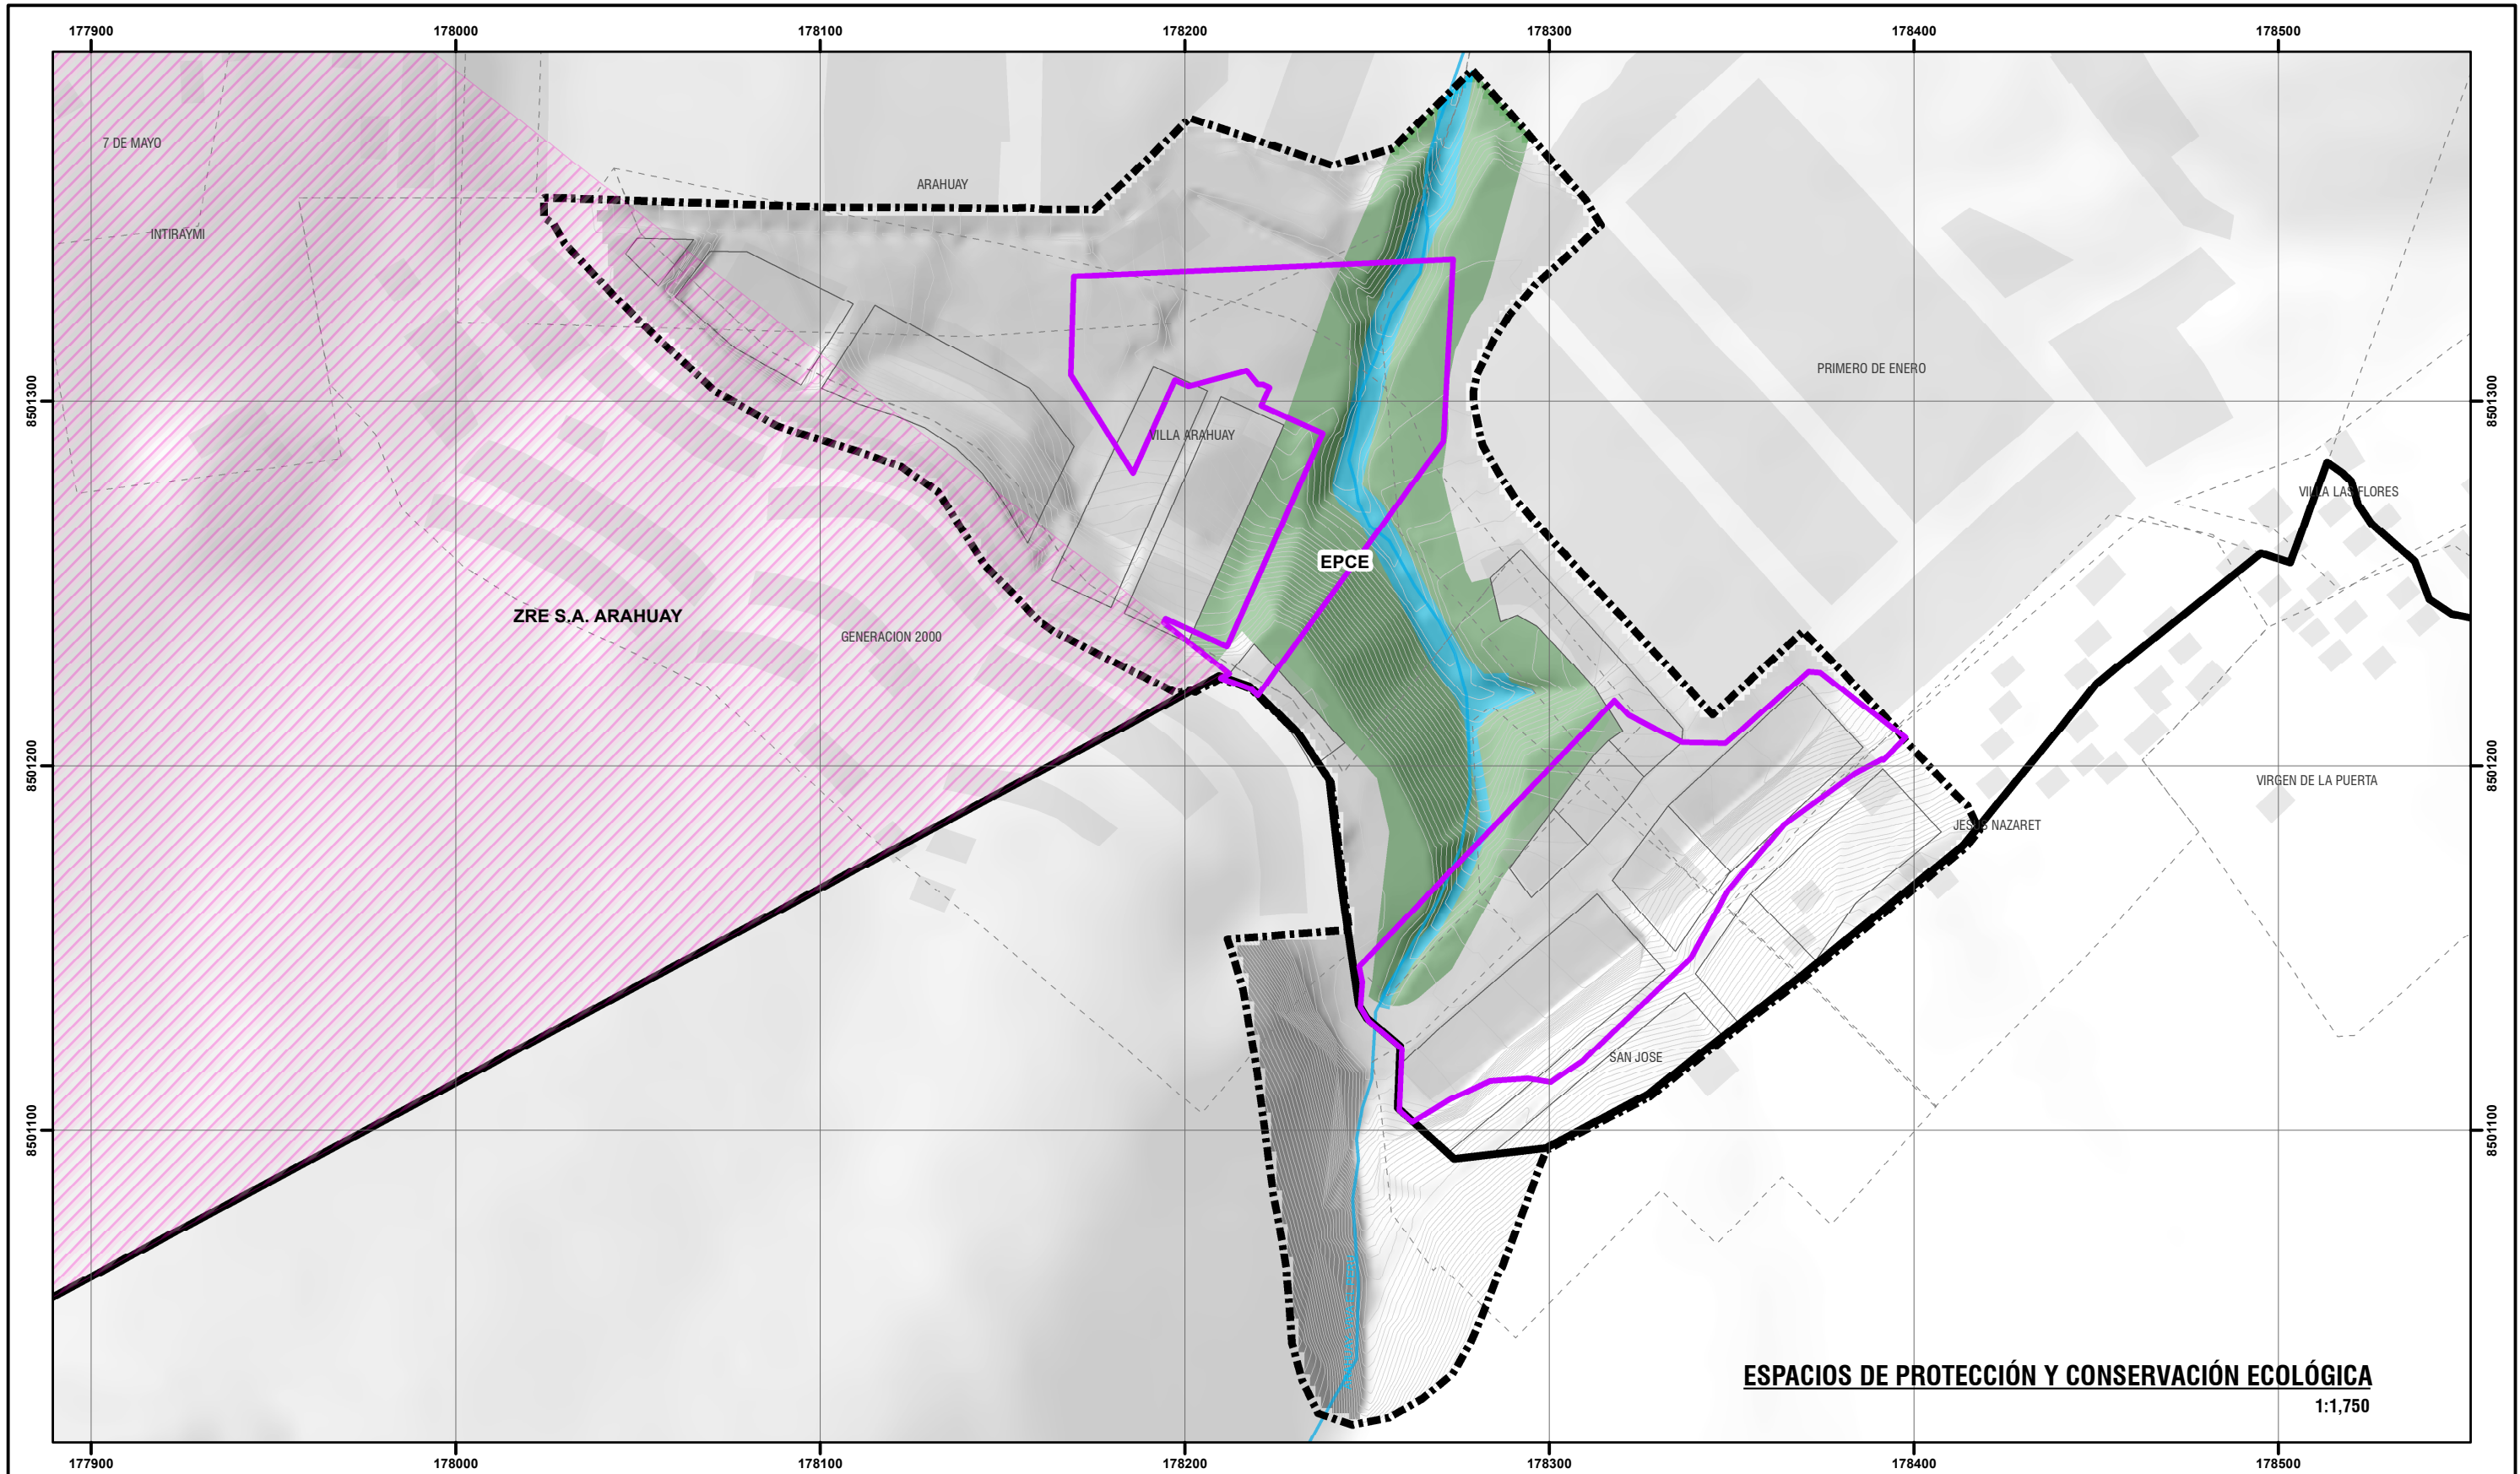 177900 178000 178100 178200 178300 178400 178500
7 DE MAYO
ARAHUAY
INTIRAYMI
PRIMERO DE ENERO
8501300
8501300
VILLA ARAHUAY
VILLA LAS FLORES
EPCE
ZRE S.A. ARAHUAY
GENERACION 2000
8501200
8501200
VIRGEN DE LA PUERTA
JESUS NAZARET
SAN JOSE
8501100
8501100
ESPACIOS DE PROTECCIÓN Y CONSERVACIÓN ECOLÓGICA
1:1,750
177900 178000 178100 178200 178300 178400 178500